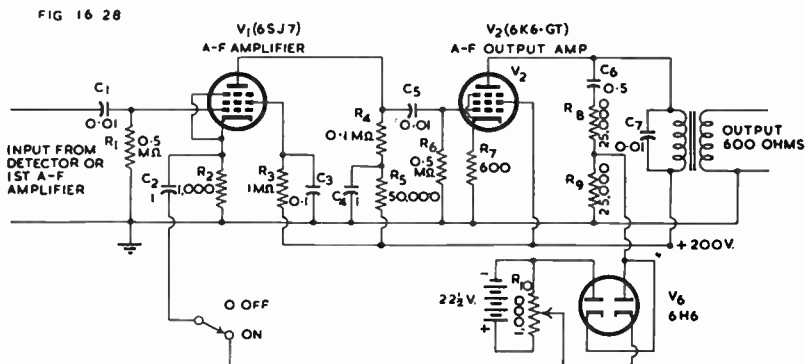 FIG 16 28
V1(6SJ7)
A-F AMPLIFIER
V2(6K6-GT)
A-F OUTPUT AMP
V2
C1
0.01
R1
0.5
MΩ
INPUT FROM
DETECTOR OR
1ST A-F
AMPLIFIER
C2
1
R2
1,000
R3
1MΩ
C3
0.1
R4
0.1MΩ
C4
1
R5
50,000
C5
0.01
R6
0.5
MΩ
R7
600
C6
0.5
R8
25,000
R9
25,000
C7
0.01
OUTPUT
600 OHMS
+200V.
O OFF
ON
-
22½V.
+
R10
1,000
V6
6H6